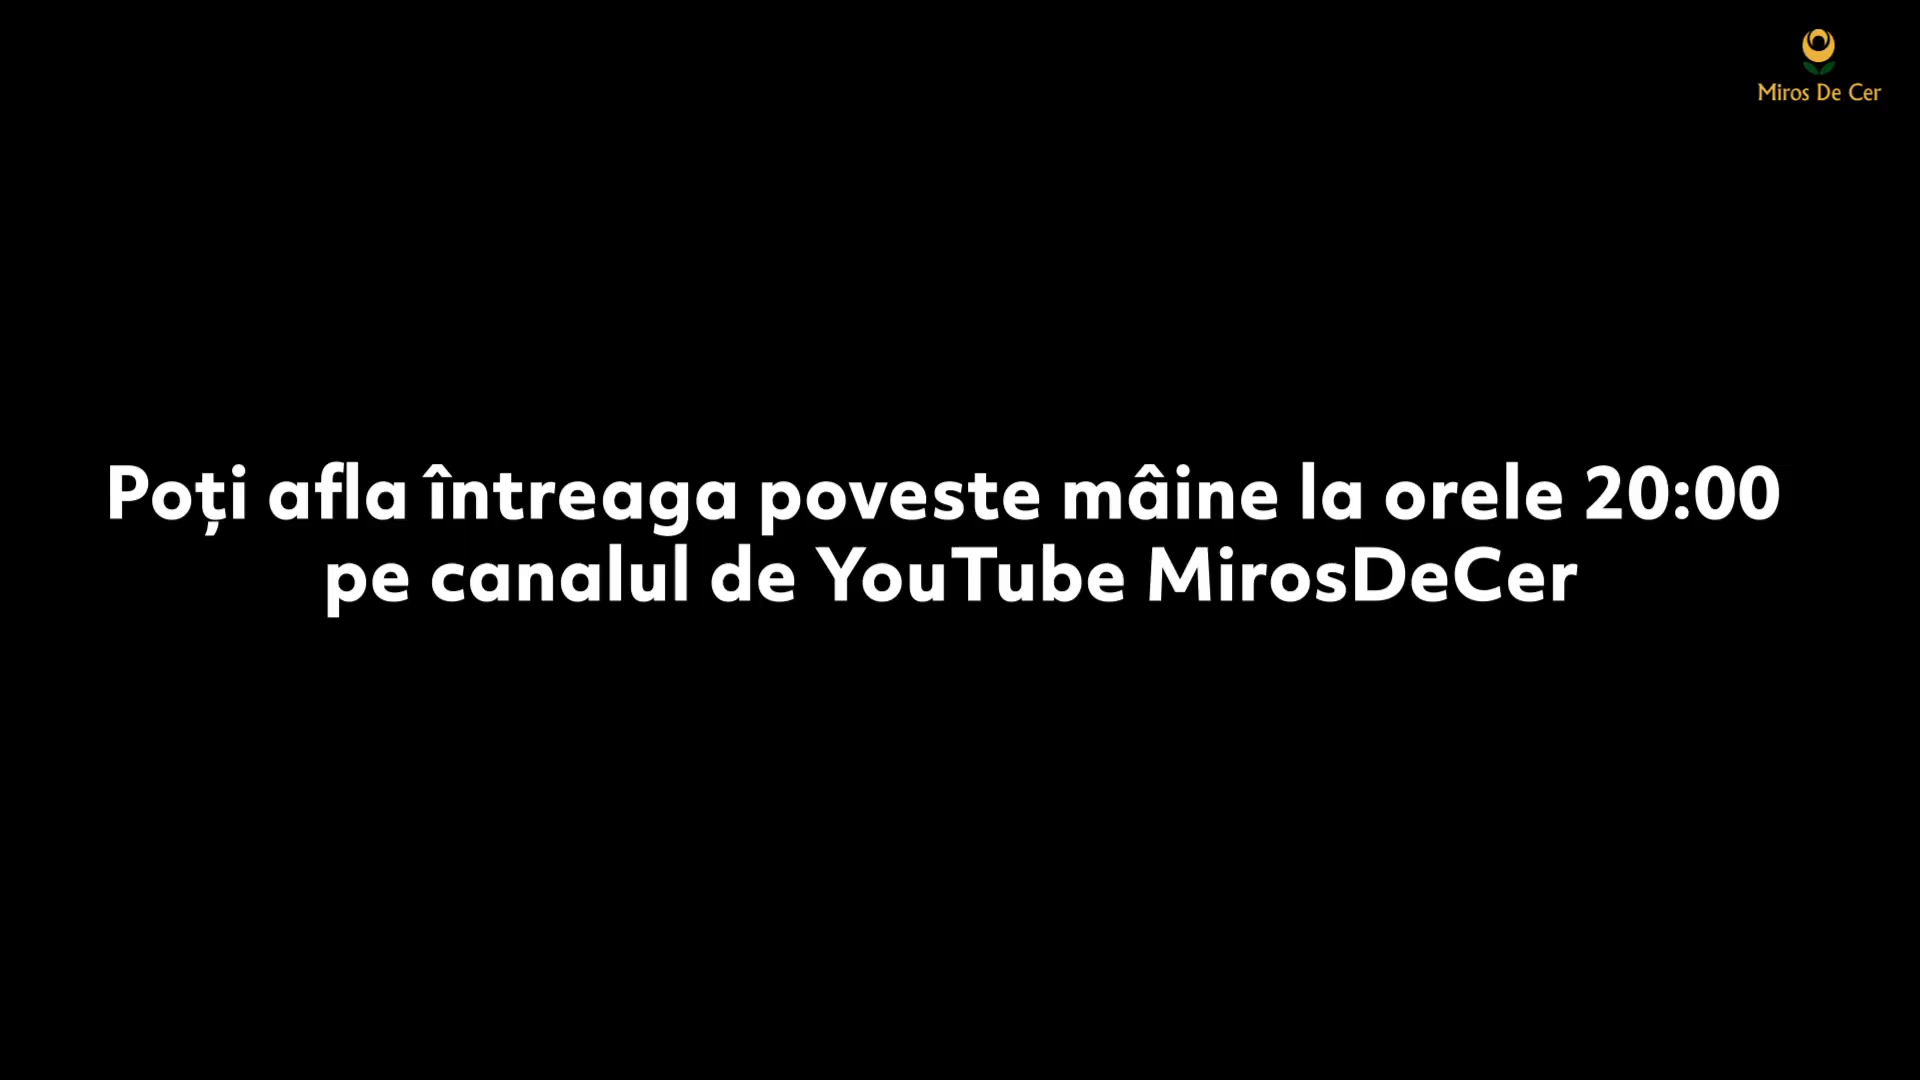 Miros De Cer
Poți afla întreaga poveste mâine la orele 20:00
pe canalul de YouTube MirosDeCer